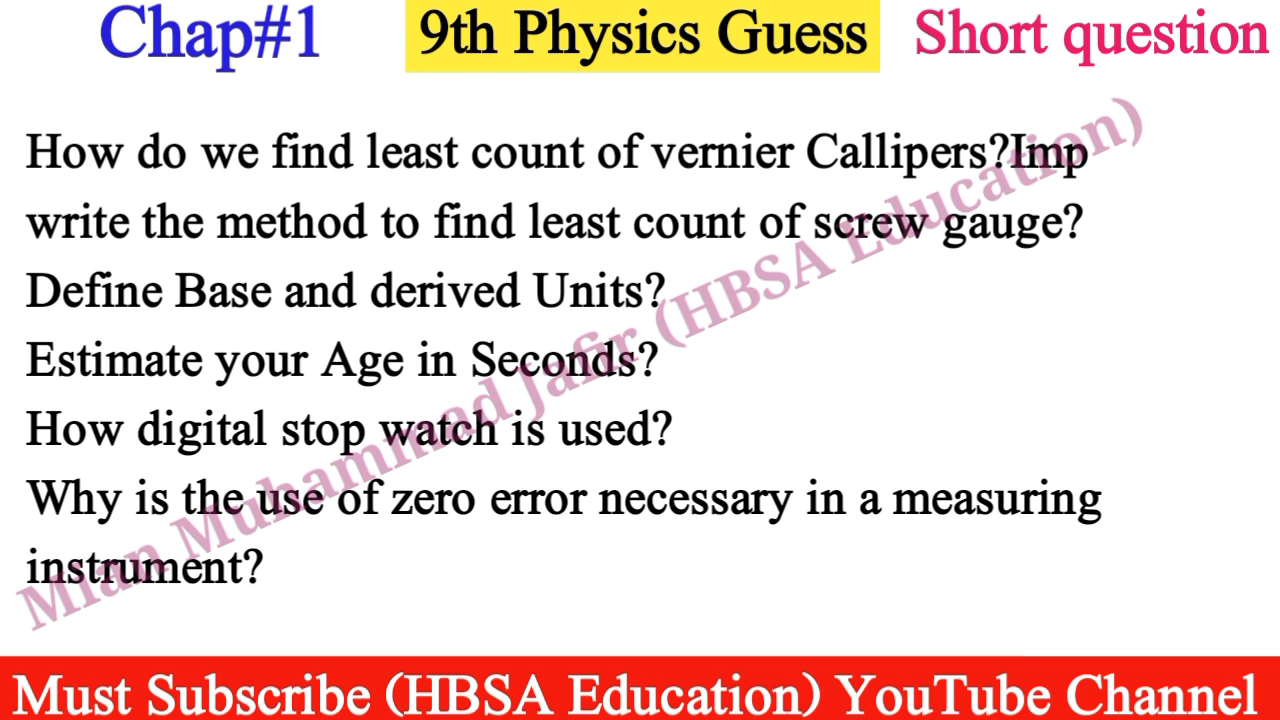 Chap#1 9th Physics Guess Short question
How do we find least count of vernier Callipers?Imp
write the method to find least count of screw gauge?
Define Base and derived Units?
Estimate your Age in Seconds?
How digital stop watch is used?
Why is the use of zero error necessary in a measuring
instrument?
Mian Muhammad Jafir (HBSA Education)
Must Subscribe (HBSA Education) YouTube Channel